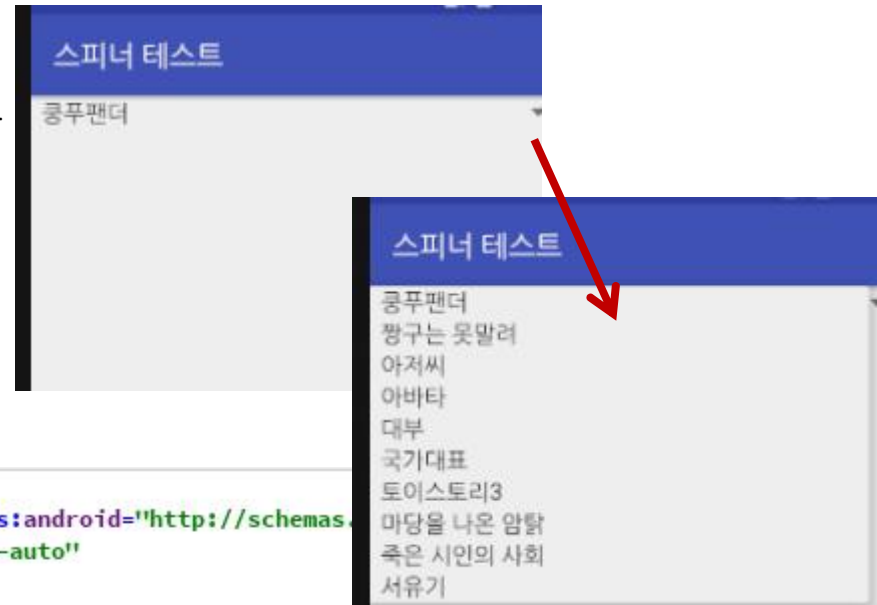 스피너 테스트
쿵푸팬더
스피너 테스트
쿵푸팬더
짱구는 못말려
아저씨
아바타
대부
국가대표
토이스토리3
마당을 나온 암탉
죽은 시인의 사회
서유기
s:android="http://schemas.
-auto"